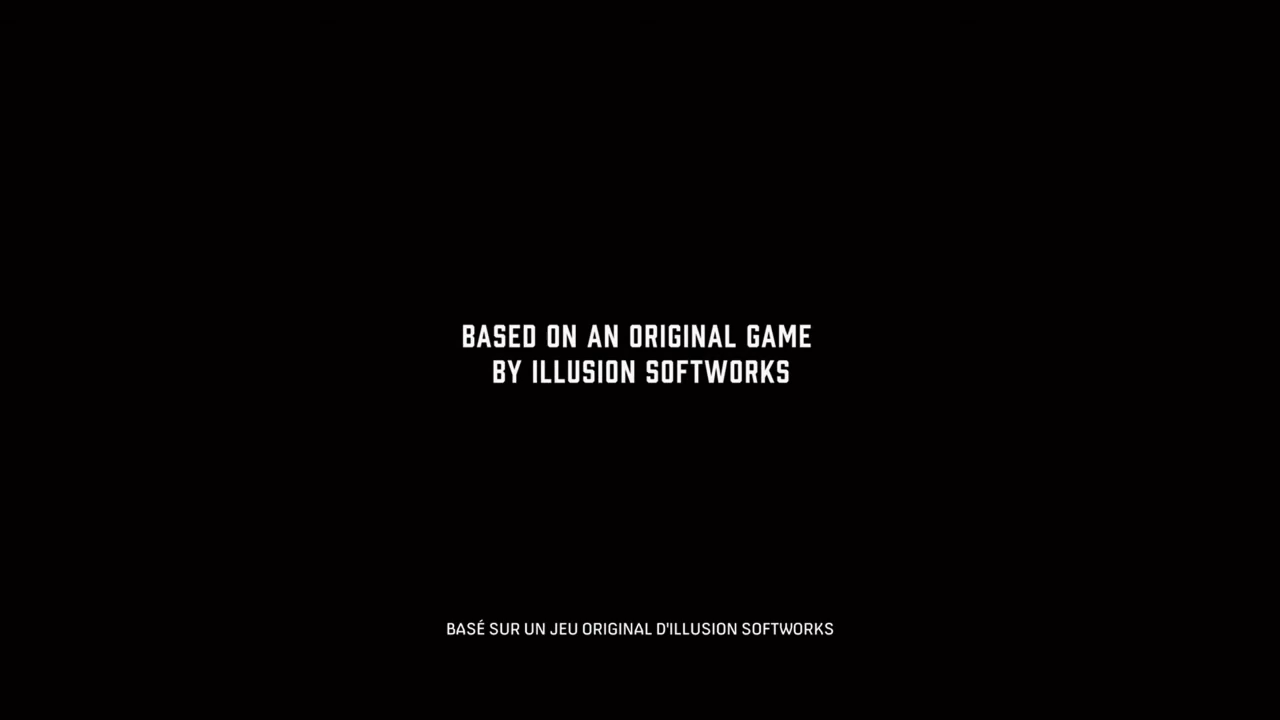 BASED ON AN ORIGINAL GAME
BY ILLUSION SOFTWORKS
BASÉ SUR UN JEU ORIGINAL D'ILLUSION SOFTWORKS